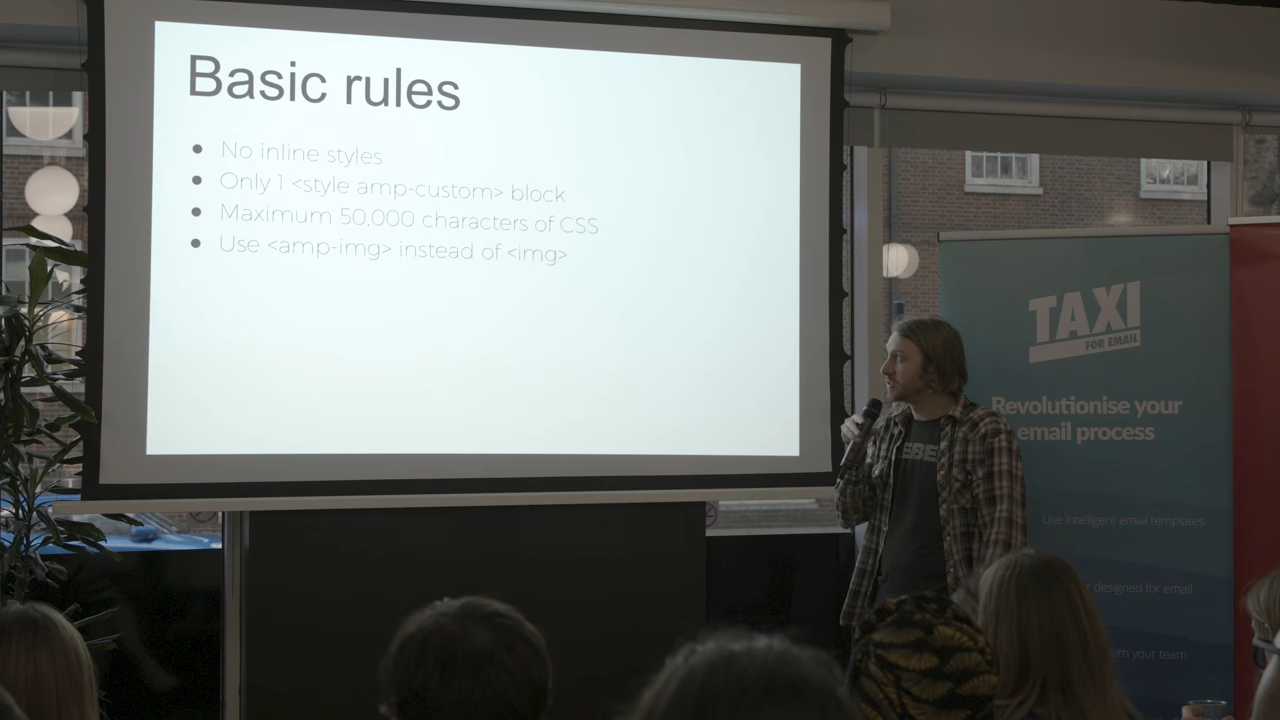 Basic rules
No inline styles
Only 1 <style amp-custom> block
Maximum 50,000 characters of CSS
Use <amp-img> instead of <img>
TAXI
FOR EMAIL
Revolutionise your
email process
Use intelligent email templates
designed for email
with your team